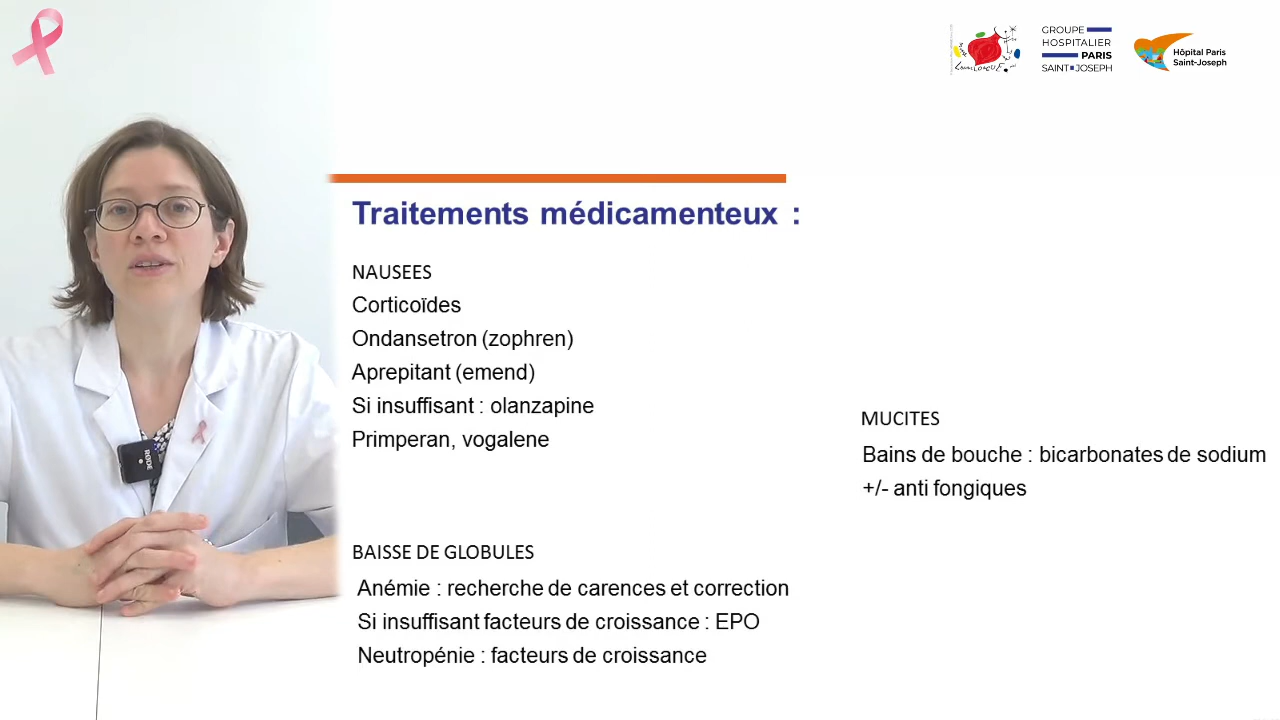 GROUPE
HOSPITALIER
PARIS
SAINT-JOSEPH
Hôpital Paris
Saint-Joseph
Traitements médicamenteux :
NAUSEES
Corticoïdes
Ondansetron (zophren)
Aprepitant (emend)
Si insuffisant : olanzapine
Primperan, vogalene
MUCITES
Bains de bouche : bicarbonates de sodium
+/- anti fongiques
BAISSE DE GLOBULES
Anémie : recherche de carences et correction
Si insuffisant facteurs de croissance : EPO
Neutropénie : facteurs de croissance
RØDE